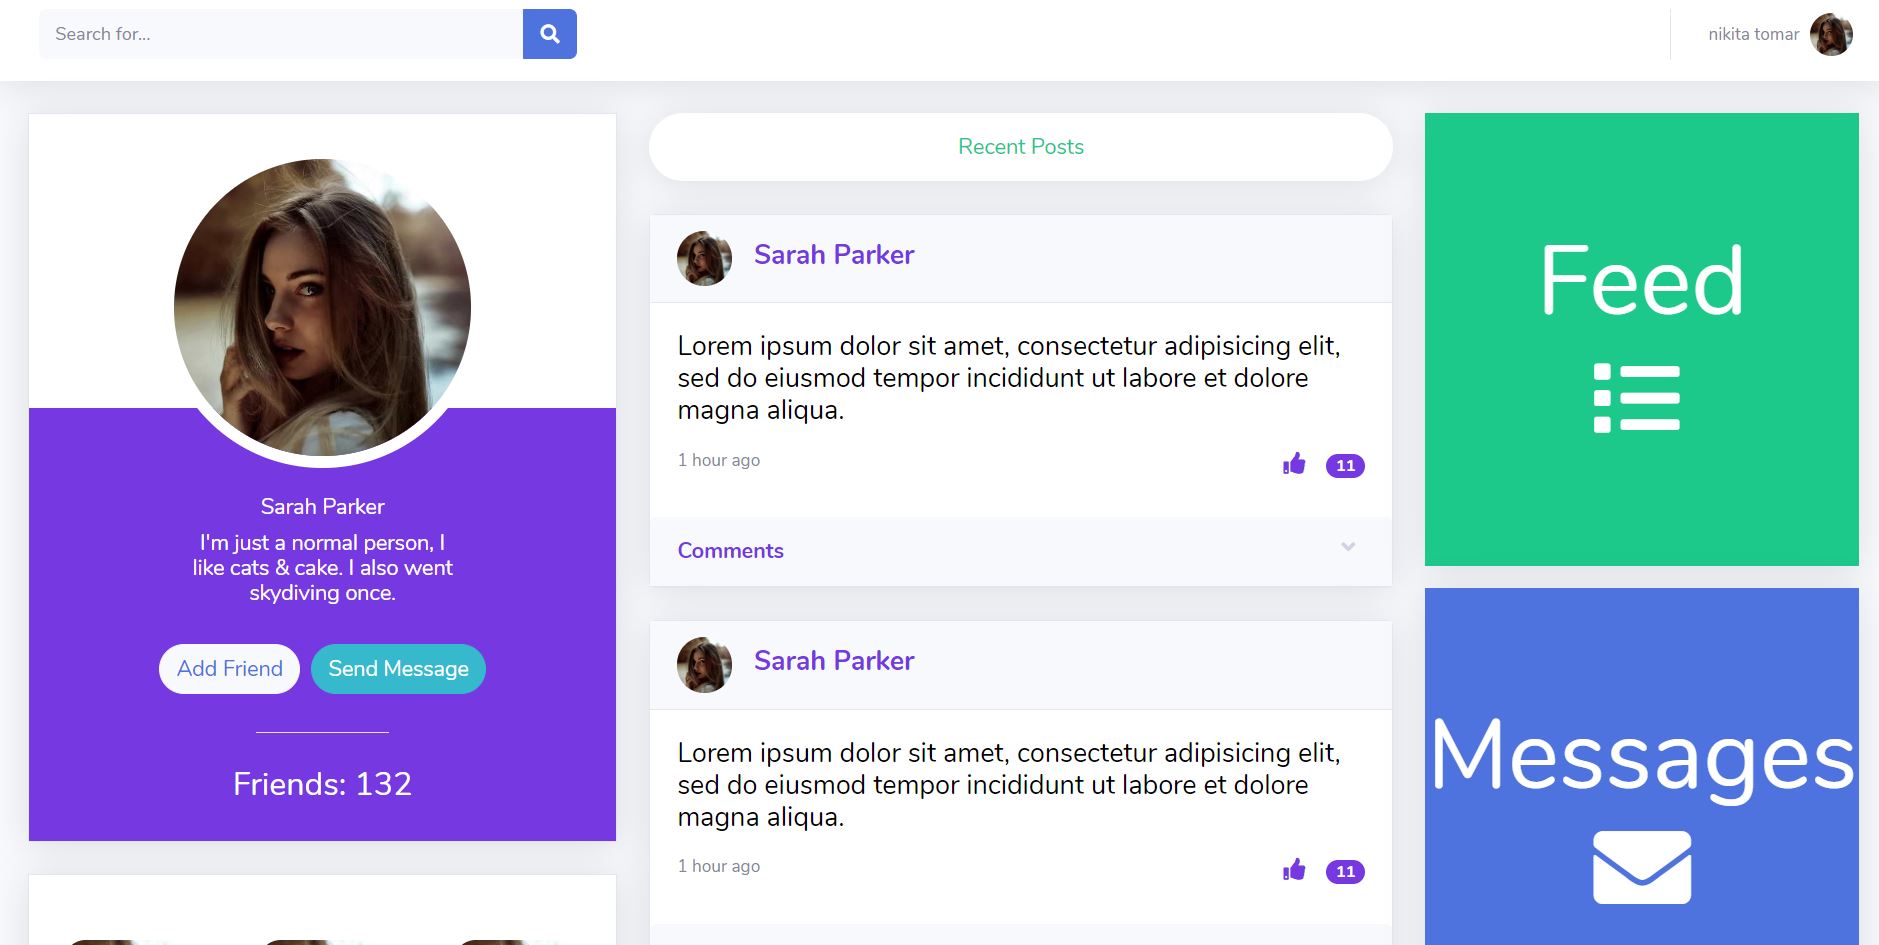 Search for...
nikita tomar
Sarah Parker
I'm just a normal person, I
like cats & cake. I also went
skydiving once.
Add Friend
Send Message
Friends: 132
Recent Posts
Sarah Parker
Lorem ipsum dolor sit amet, consectetur adipisicing elit,
sed do eiusmod tempor incididunt ut labore et dolore
magna aliqua.
1 hour ago
11
Comments
Sarah Parker
Lorem ipsum dolor sit amet, consectetur adipisicing elit,
sed do eiusmod tempor incididunt ut labore et dolore
magna aliqua.
1 hour ago
11
Feed
Messages